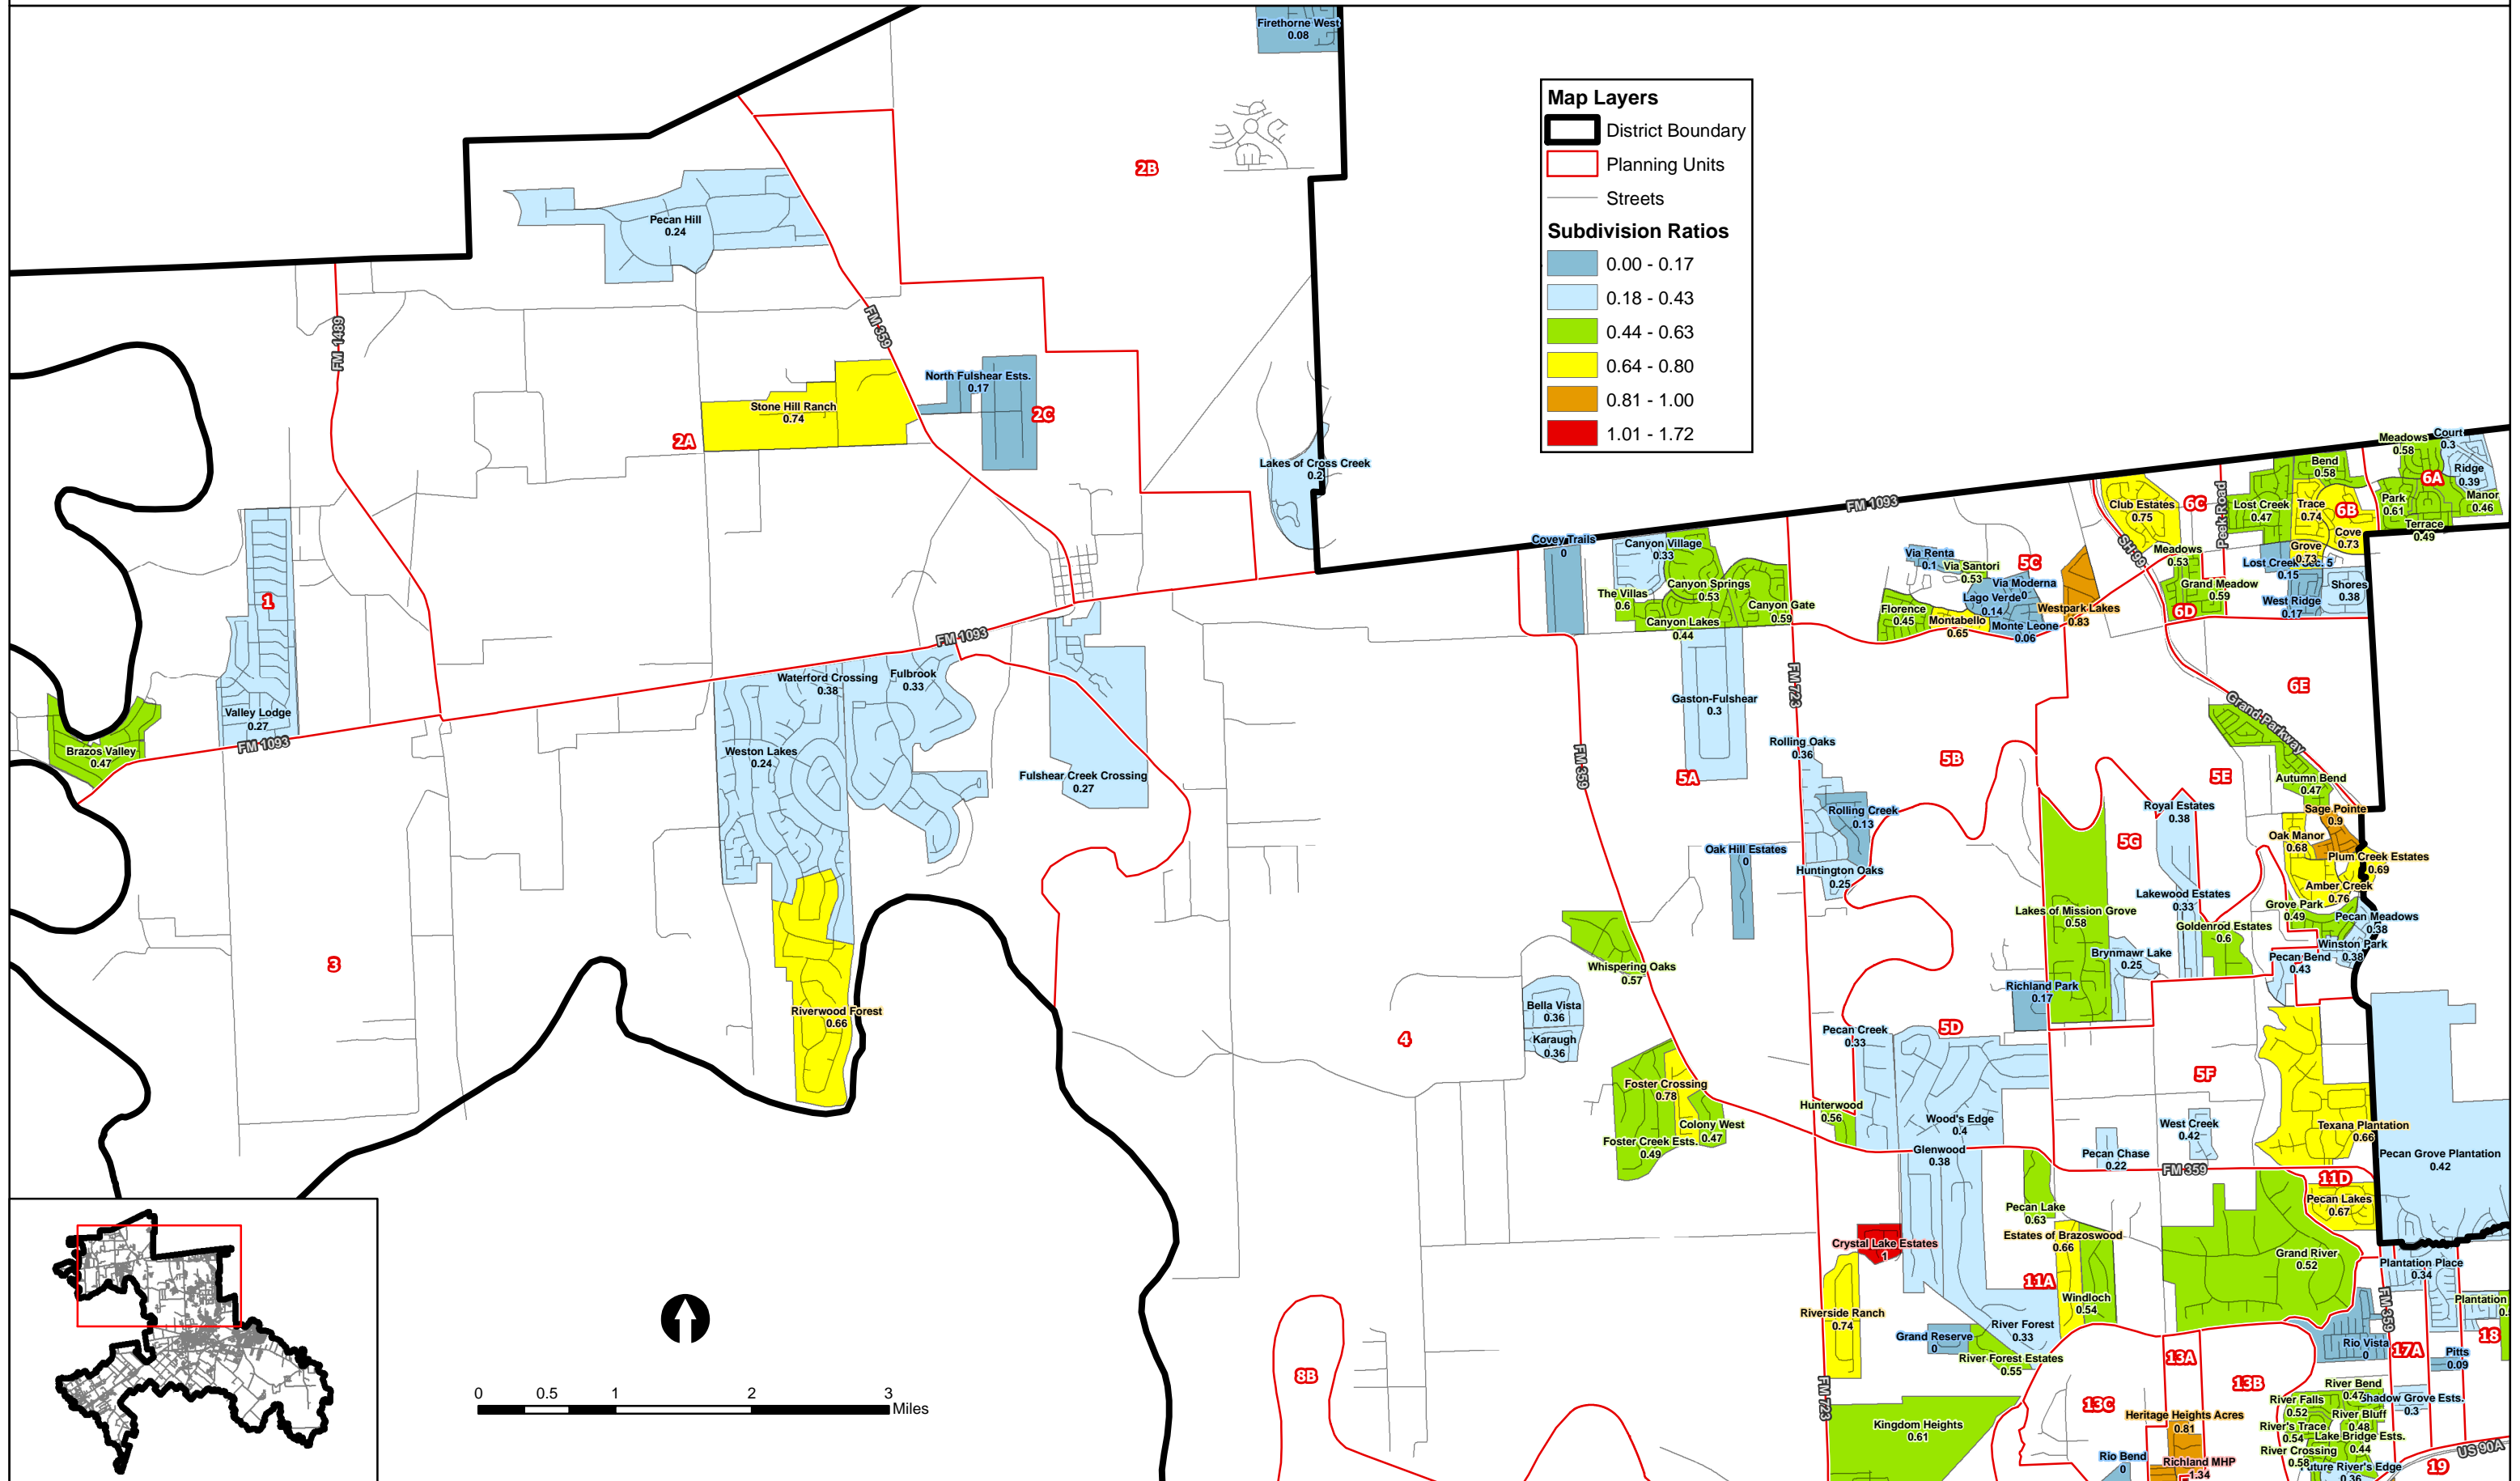 Firethorne West
0.08
Map Layers
District Boundary
Planning Units
Streets
Subdivision Ratios
0.00 - 0.17
0.18 - 0.43
0.44 - 0.63
0.64 - 0.80
0.81 - 1.00
1.01 - 1.72
2B
Pecan Hill
0.24
FM 1489
FM 359
North Fulshear Ests.
0.17
Stone Hill Ranch
0.74
2C
2A
Lakes of Cross Creek
0.2
1
Valley Lodge
0.27
FM 1093
Brazos Valley
0.47
FM 1093
Waterford Crossing
0.38
Fulbrook
0.33
Weston Lakes
0.24
Fulshear Creek Crossing
0.27
3
Riverwood Forest
0.66
4
FM 1093
Covey Trails
0
Canyon Village
0.33
Canyon Springs
0.53
The Villas
0.6
Canyon Lakes
0.44
Canyon Gate
0.59
Gaston-Fulshear
0.3
FM 723
FM 359
5A
5B
Rolling Oaks
0.36
Rolling Creek
0.13
Huntington Oaks
0.25
Oak Hill Estates
0
Via Renta
0.1
Via Santori
0.53
5C
Via Moderna
0
Lago Verde
0.14
Florence
0.45
Montabello
0.65
Monte Leone
0.06
Westpark Lakes
0.83
Club Estates
0.75
6C
SH 99
Peek Road
Meadows
0.53
Grand Meadow
0.59
6D
Lost Creek
0.47
Bend
0.58
Trace
0.74
6B
Cove
0.73
Grove
0.73
Lost Creek Sec. 5
0.15
West Ridge
0.17
Shores
0.38
Meadows
0.58
Court
0.3
Ridge
0.39
6A
Park
0.61
Manor
0.46
Terrace
0.49
6E
Grand Parkway
5E
Autumn Bend
0.47
Sage Pointe
0.9
Oak Manor
0.68
Plum Creek Estates
0.69
Amber Creek
0.76
Royal Estates
0.38
5G
Lakewood Estates
0.33
Grove Park
0.49
Pecan Meadows
0.38
Goldenrod Estates
0.6
Winston Park
0.38
Pecan Bend
0.43
Lakes of Mission Grove
0.58
Brynmawr Lake
0.25
Richland Park
0.17
Whispering Oaks
0.57
Bella Vista
0.36
Karaugh
0.36
Pecan Creek
0.33
5D
5F
Foster Crossing
0.78
Colony West
0.47
Foster Creek Ests.
0.49
Hunterwood
0.56
Wood's Edge
0.4
Glenwood
0.38
West Creek
0.42
Pecan Chase
0.22
FM 359
Texana Plantation
0.66
Pecan Grove Plantation
0.42
11D
Pecan Lakes
0.67
Pecan Lake
0.63
Estates of Brazoswood
0.66
Crystal Lake Estates
1
11A
Windloch
0.54
Grand River
0.52
Riverside Ranch
0.74
Grand Reserve
0
River Forest
0.33
River Forest Estates
0.55
Plantation Place
0.34
FM 359
Plantation
0.
18
Rio Vista
0
17A
Pitts
0.09
13A
13B
13C
River Bend
0.47
Shadow Grove Ests.
0.3
River Falls
0.52
River Bluff
0.48
River's Trace
0.54
Lake Bridge Ests.
0.44
River Crossing
0.58
Future River's Edge
0.36
Heritage Heights Acres
0.81
Richland MHP
1.34
Rio Bend
0
Kingdom Heights
0.61
FM 723
US 90A
19
8B
0 0.5 1 2 3
Miles